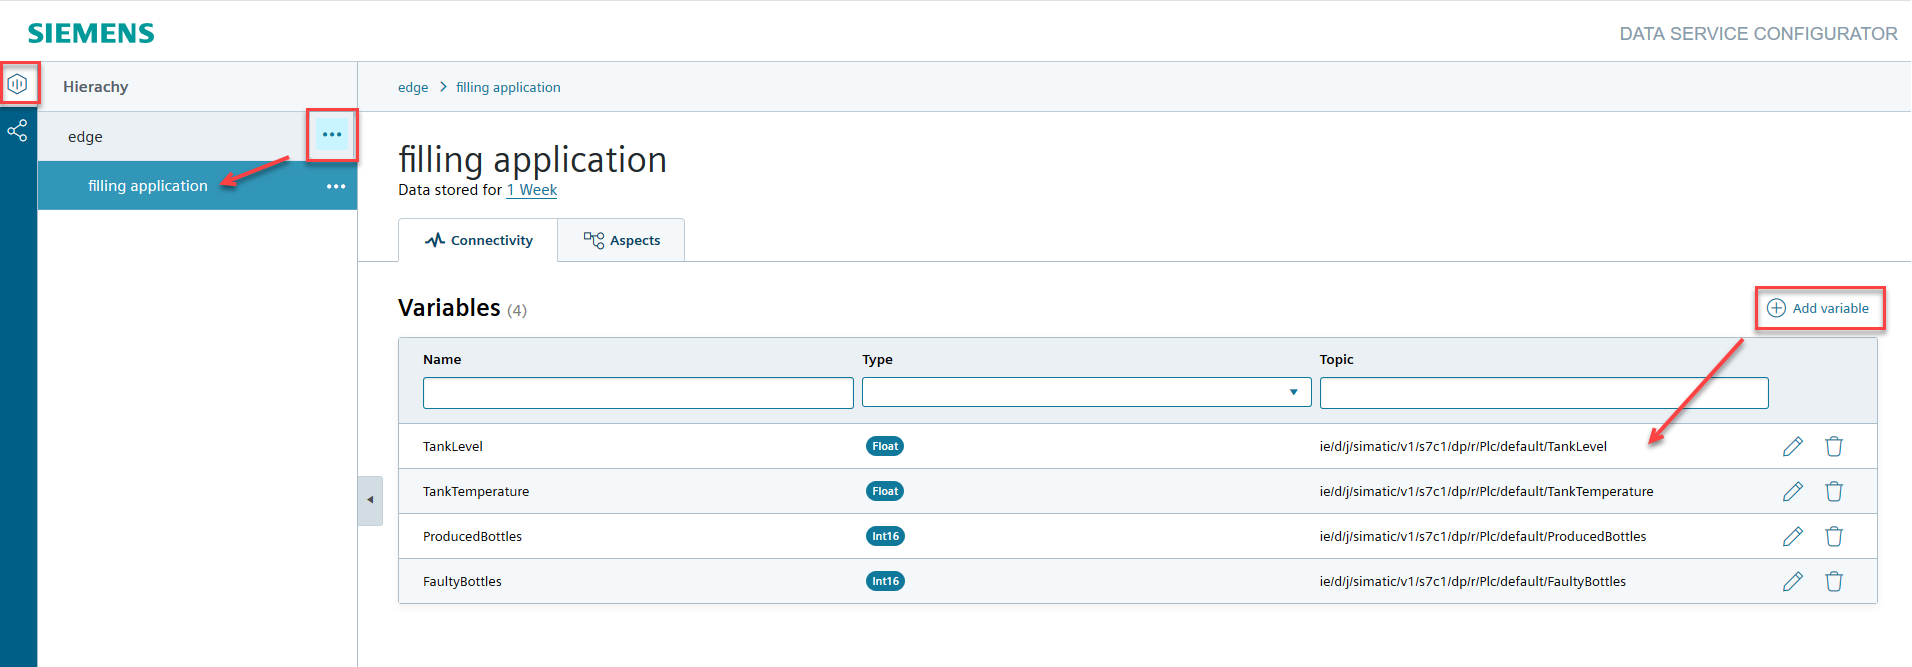 SIEMENS
DATA SERVICE CONFIGURATOR
Hierachy
edge
filling application
edge > filling application
filling application
Data stored for 1 Week
Connectivity
Aspects
Variables (4)
Add variable
Name Type Topic
TankLevel Float ie/d/j/simatic/v1/s7c1/dp/r/Plc/default/TankLevel
TankTemperature Float ie/d/j/simatic/v1/s7c1/dp/r/Plc/default/TankTemperature
ProducedBottles Int16 ie/d/j/simatic/v1/s7c1/dp/r/Plc/default/ProducedBottles
FaultyBottles Int16 ie/d/j/simatic/v1/s7c1/dp/r/Plc/default/FaultyBottles